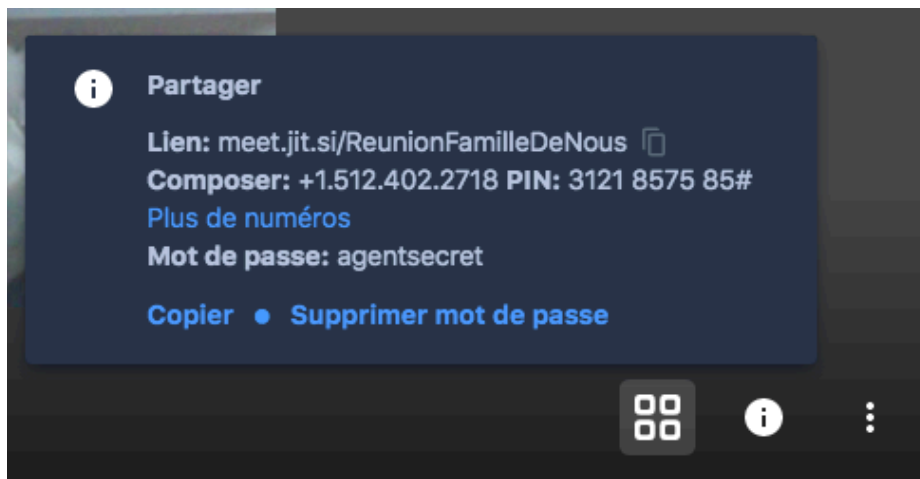 Partager
Lien: meet.jit.si/ReunionFamilleDeNous
Composer: +1.512.402.2718 PIN: 3121 8575 85#
Plus de numéros
Mot de passe: agentsecret
Copier • Supprimer mot de passe